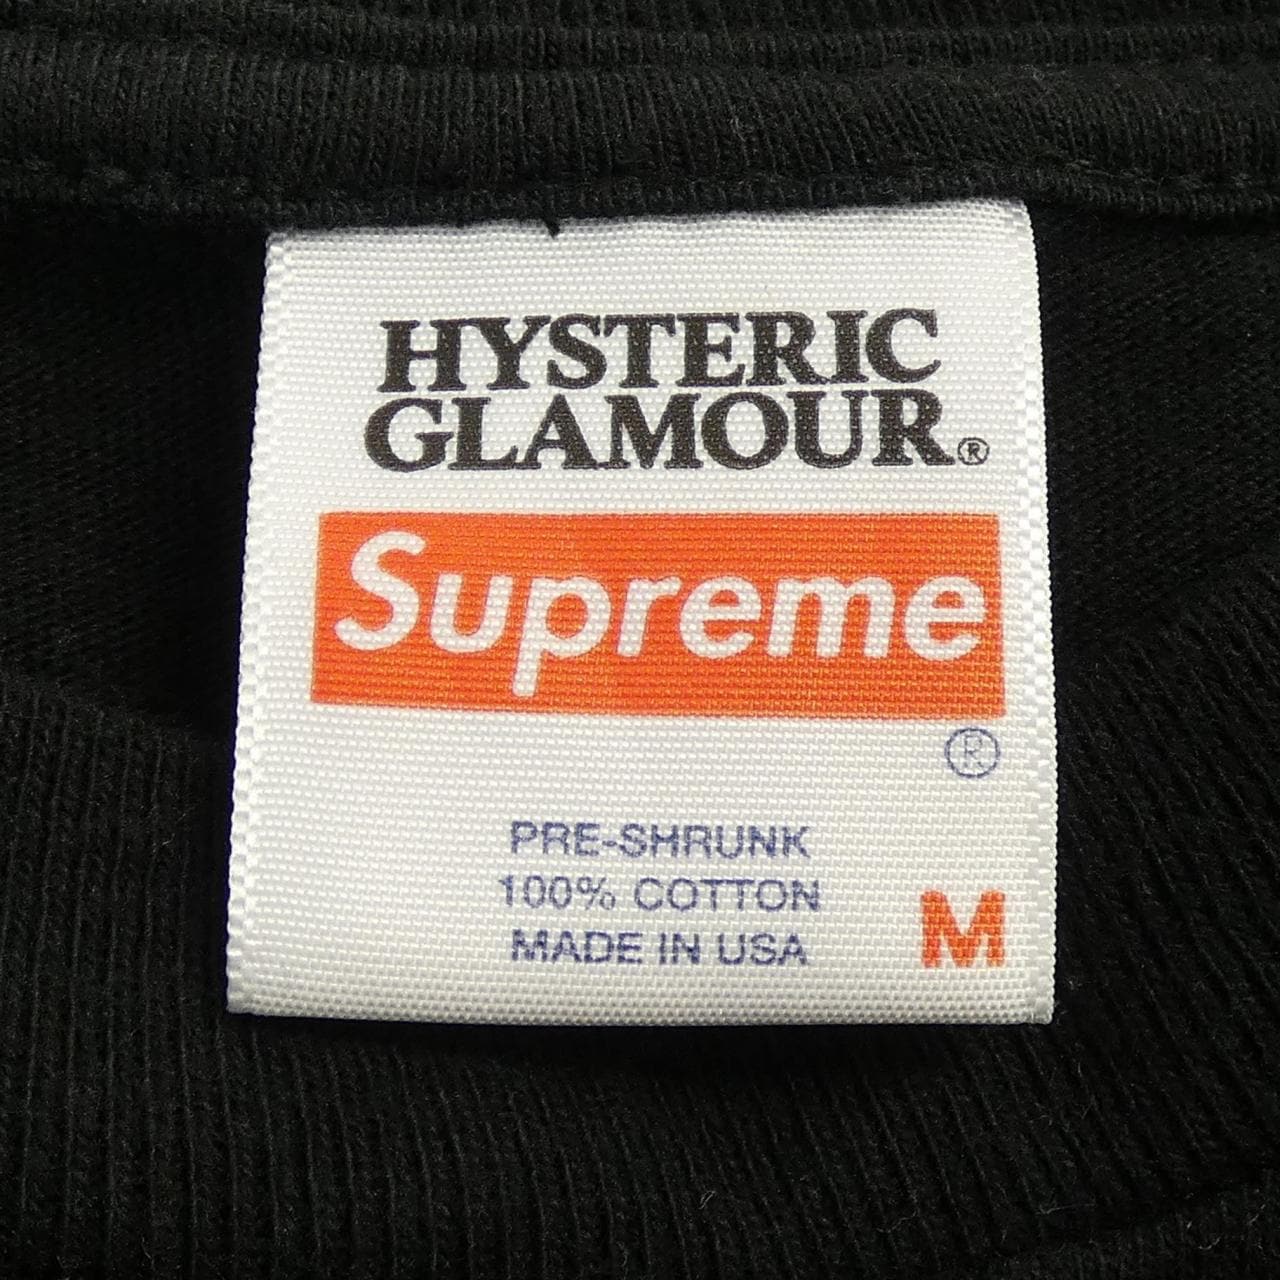 HYSTERIC
GLAMOUR®
Supreme
®
PRE-SHRUNK
100% COTTON
MADE IN USA
M